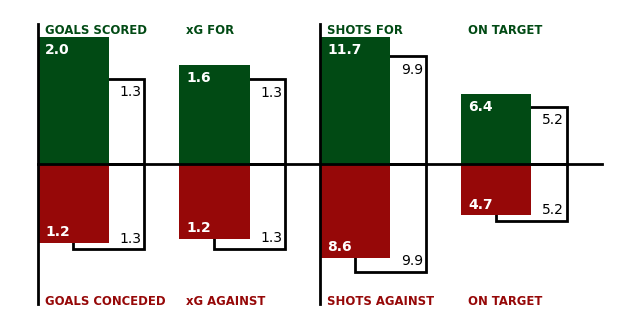 GOALS SCORED xG FOR SHOTS FOR ON TARGET
2.0 1.3 1.6 1.3 11.7 9.9 6.4 5.2
1.2 1.3 1.2 1.3 8.6 9.9 4.7 5.2
GOALS CONCEDED xG AGAINST SHOTS AGAINST ON TARGET